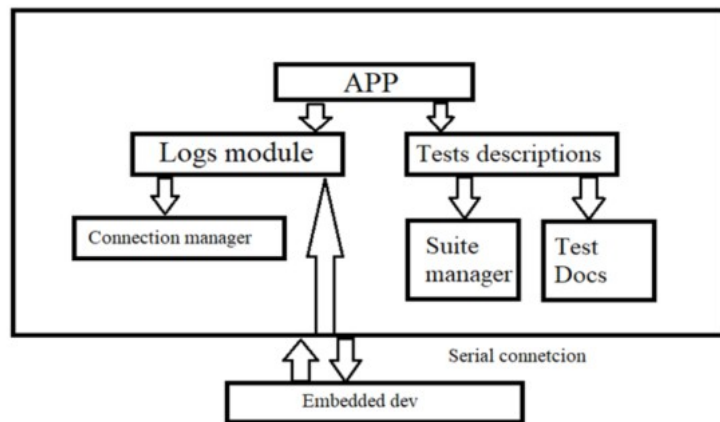 APP
Logs module
Tests descriptions
Connection manager
Suite
manager
Test
Docs
Serial connetcion
Embedded dev